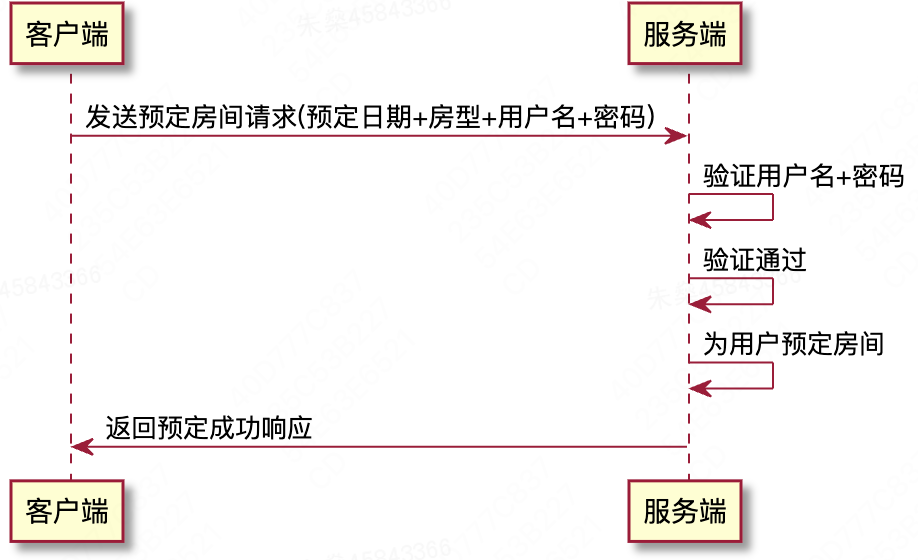 客户端
服务端
发送预定房间请求(预定日期+房型+用户名+密码)
验证用户名+密码
验证通过
为用户预定房间
返回预定成功响应
客户端
服务端